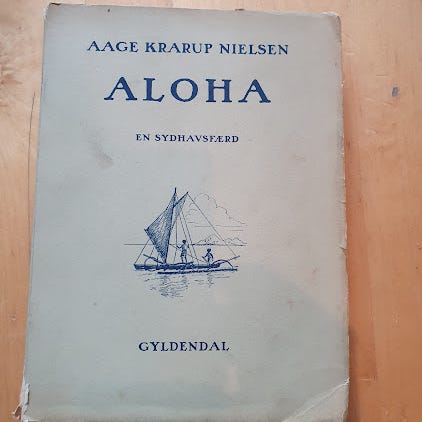 AAGE KRARUP NIELSEN
ALOHA
EN SYDHAVSFÆRD
GYLDENDAL